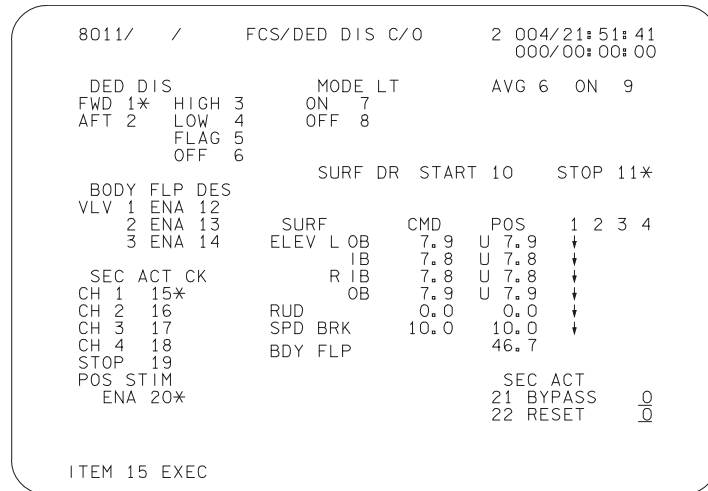 8011/ / FCS/DED DIS C/O 2 004/21:51:41
000/00:00:00
DED DIS MODE LT AVG 6 ON 9
FWD 1* HIGH 3 ON 7
AFT 2 LOW 4 OFF 8
FLAG 5
OFF 6
SURF DR START 10 STOP 11*
BODY FLP DES
VLV 1 ENA 12
2 ENA 13 SURF CMD POS 1 2 3 4
3 ENA 14 ELEV L OB 7.9 U 7.9 ↓
IB 7.8 U 7.8 ↓
SEC ACT CK R IB 7.8 U 7.8 ↓
CH 1 15* OB 7.9 U 7.9 ↓
CH 2 16 RUD 0.0 0.0 ↓
CH 3 17 SPD BRK 10.0 10.0 ↓
CH 4 18 BDY FLP 46.7
STOP 19
POS STIM SEC ACT
ENA 20* 21 BYPASS 0
22 RESET 0
ITEM 15 EXEC